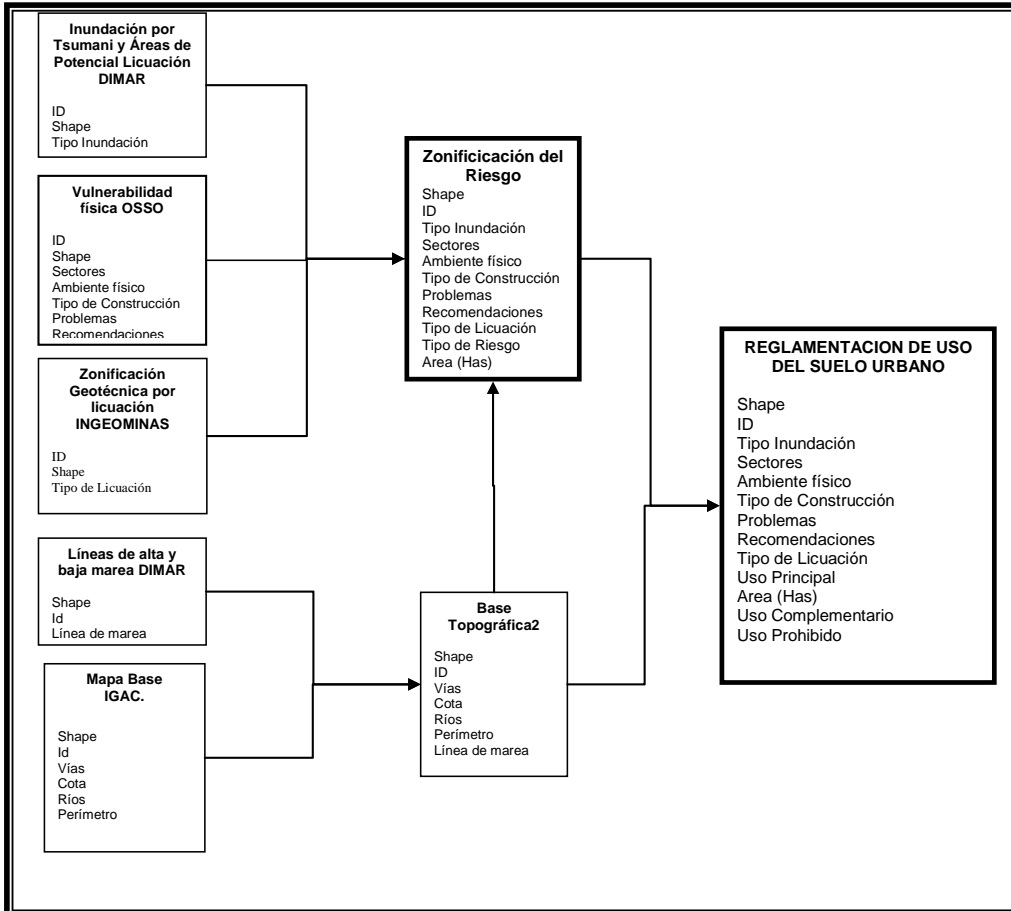 Inundación por
Tsumani y Áreas de
Potencial Licuación
DIMAR
ID
Shape
Tipo Inundación
Vulnerabilidad
física OSSO
ID
Shape
Sectores
Ambiente físico
Tipo de Construcción
Problemas
Recomendaciones
Zonificación
Geotécnica por
licuación
INGEOMINAS
ID
Shape
Tipo de Licuación
Líneas de alta y
baja marea DIMAR
Shape
Id
Línea de marea
Mapa Base
IGAC.
Shape
Id
Vías
Cota
Ríos
Perímetro
Zonificicación del
Riesgo
Shape
ID
Tipo Inundación
Sectores
Ambiente físico
Tipo de Construcción
Problemas
Recomendaciones
Tipo de Licuación
Tipo de Riesgo
Area (Has)
Base
Topográfica2
Shape
ID
Vías
Cota
Ríos
Perímetro
Línea de marea
REGLAMENTACION DE USO
DEL SUELO URBANO
Shape
ID
Tipo Inundación
Sectores
Ambiente físico
Tipo de Construcción
Problemas
Recomendaciones
Tipo de Licuación
Uso Principal
Area (Has)
Uso Complementario
Uso Prohibido